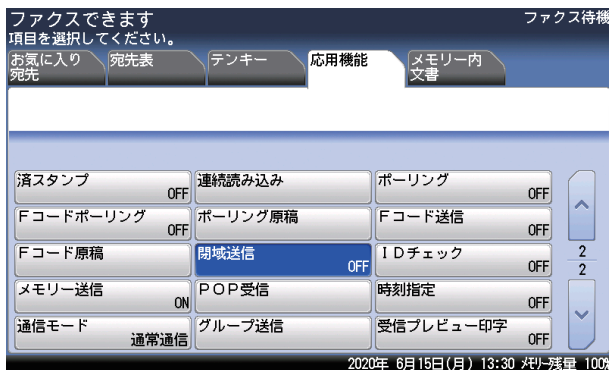 ファクスできます
ファクス待機
項目を選択してください。
お気に入り
宛先
宛先表
テンキー
応用機能
メモリー内
文書
済スタンプ
OFF
連続読み込み
ポーリング
OFF
Fコードポーリング
OFF
ポーリング原稿
Fコード送信
OFF
Fコード原稿
閉域送信
OFF
IDチェック
OFF
2
2
メモリー送信
ON
POP受信
時刻指定
OFF
通信モード
通常通信
グループ送信
受信プレビュー印字
OFF
2020年 6月15日(月) 13:30 メモリー残量 100%